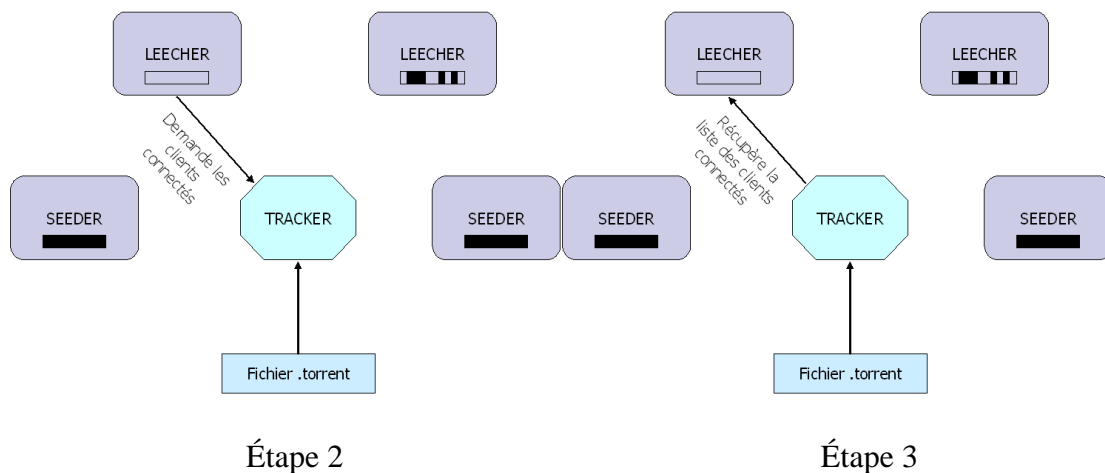 LEECHER
LEECHER
Demande les
clients
connectés
SEEDER
TRACKER
SEEDER
Fichier .torrent
Étape 2
LEECHER
LEECHER
Récupère la
liste des clients
connectés
SEEDER
TRACKER
SEEDER
Fichier .torrent
Étape 3